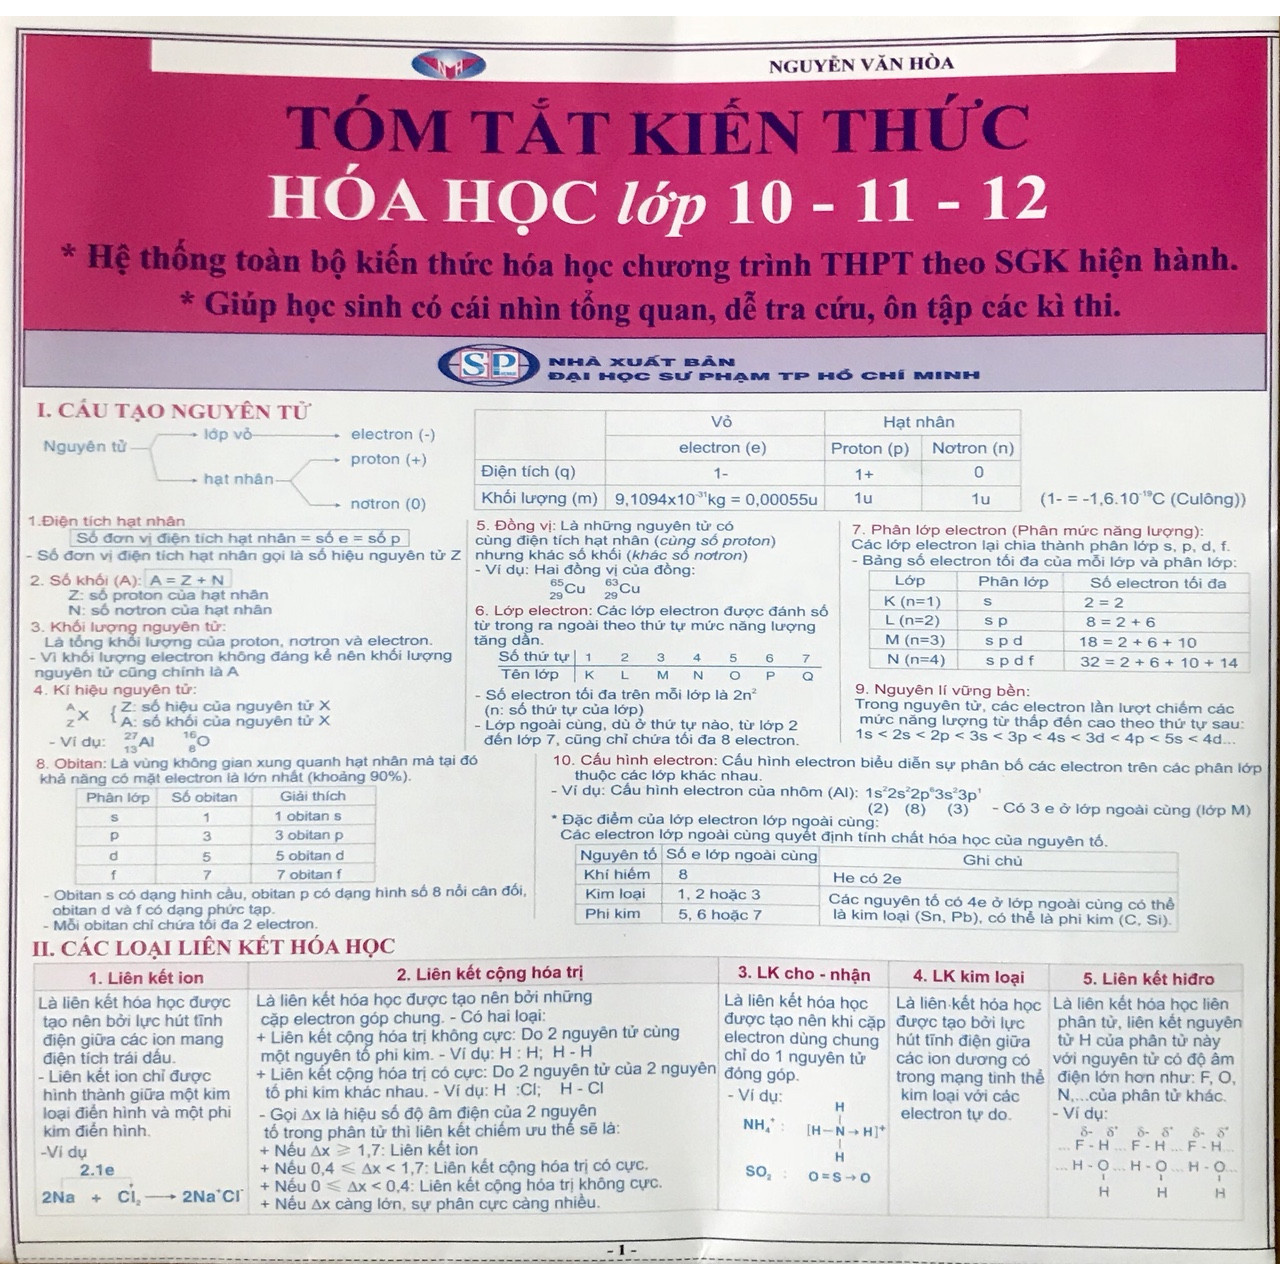 NMH
NGUYỄN VĂN HÒA
TÓM TẮT KIẾN THỨC
HÓA HỌC lớp 10 - 11 - 12
* Hệ thống toàn bộ kiến thức hóa học chương trình THPT theo SGK hiện hành.
* Giúp học sinh có cái nhìn tổng quan, dễ tra cứu, ôn tập các kì thi.
SP
NHÀ XUẤT BẢN
ĐẠI HỌC SƯ PHẠM TP HỒ CHÍ MINH
I. CẤU TẠO NGUYÊN TỬ
Nguyên tử
lớp vỏ
electron (-)
hạt nhân
proton (+)
nơtron (0)
Vỏ Hạt nhân
electron (e) Proton (p) Nơtron (n)
Điện tích (q) 1- 1+ 0
Khối lượng (m) 9,1094x10⁻³¹kg = 0,00055u 1u 1u
(1- = -1,6.10⁻¹⁹C (Culông))
1.Điện tích hạt nhân
Số đơn vị điện tích hạt nhân = số e = số p
- Số đơn vị điện tích hạt nhân gọi là số hiệu nguyên tử Z
2. Số khối (A): A = Z + N
Z: số proton của hạt nhân
N: số nơtron của hạt nhân
3. Khối lượng nguyên tử:
Là tổng khối lượng của proton, nơtron và electron.
- Vì khối lượng electron không đáng kể nên khối lượng
nguyên tử cũng chính là A
4. Kí hiệu nguyên tử:
A
Z X { Z: số hiệu của nguyên tử X
A: số khối của nguyên tử X
- Ví dụ: ²⁷₁₃Al ¹⁶₈O
5. Đồng vị: Là những nguyên tử có
cùng điện tích hạt nhân (cùng số proton)
nhưng khác số khối (khác số nơtron)
- Ví dụ: Hai đồng vị của đồng:
⁶⁵₂₉Cu ⁶³₂₉Cu
6. Lớp electron: Các lớp electron được đánh số
từ trong ra ngoài theo thứ tự mức năng lượng
tăng dần.
Số thứ tự 1 2 3 4 5 6 7
Tên lớp K L M N O P Q
- Số electron tối đa trên mỗi lớp là 2n²
(n: số thứ tự của lớp)
- Lớp ngoài cùng, dù ở thứ tự nào, từ lớp 2
đến lớp 7, cũng chỉ chứa tối đa 8 electron.
7. Phân lớp electron (Phân mức năng lượng):
Các lớp electron lại chia thành phân lớp s, p, d, f.
- Bảng số electron tối đa của mỗi lớp và phân lớp:
Lớp Phân lớp Số electron tối đa
K (n=1) s 2 = 2
L (n=2) s p 8 = 2 + 6
M (n=3) s p d 18 = 2 + 6 + 10
N (n=4) s p d f 32 = 2 + 6 + 10 + 14
9. Nguyên lí vững bền:
Trong nguyên tử, các electron lần lượt chiếm các
mức năng lượng từ thấp đến cao theo thứ tự sau:
1s < 2s < 2p < 3s < 3p < 4s < 3d < 4p < 5s < 4d...
8. Obitan: Là vùng không gian xung quanh hạt nhân mà tại đó
khả năng có mặt electron là lớn nhất (khoảng 90%).
Phân lớp Số obitan Giải thích
s 1 1 obitan s
p 3 3 obitan p
d 5 5 obitan d
f 7 7 obitan f
- Obitan s có dạng hình cầu, obitan p có dạng hình số 8 nổi cân đối,
obitan d và f có dạng phức tạp.
- Mỗi obitan chỉ chứa tối đa 2 electron.
10. Cấu hình electron: Cấu hình electron biểu diễn sự phân bố các electron trên các phân lớp
thuộc các lớp khác nhau.
- Ví dụ: Cấu hình electron của nhôm (Al): 1s²2s²2p⁶3s²3p¹
(2) (8) (3) - Có 3 e ở lớp ngoài cùng (lớp M)
* Đặc điểm của lớp electron lớp ngoài cùng:
Các electron lớp ngoài cùng quyết định tính chất hóa học của nguyên tố.
Nguyên tố Số e lớp ngoài cùng Ghi chú
Khí hiếm 8 He có 2e
Kim loại 1, 2 hoặc 3 Các nguyên tố có 4e ở lớp ngoài cùng có thể
Phi kim 5, 6 hoặc 7 là kim loại (Sn, Pb), có thể là phi kim (C, Si).
II. CÁC LOẠI LIÊN KẾT HÓA HỌC
1. Liên kết ion
Là liên kết hóa học được
tạo nên bởi lực hút tĩnh
điện giữa các ion mang
điện tích trái dấu.
- Liên kết ion chỉ được
hình thành giữa một kim
loại điển hình và một phi
kim điển hình.
-Ví dụ
2.1e
2Na + Cl₂ → 2Na⁺Cl⁻
2. Liên kết cộng hóa trị
Là liên kết hóa học được tạo nên bởi những
cặp electron góp chung. - Có hai loại:
+ Liên kết cộng hóa trị không cực: Do 2 nguyên tử cùng
một nguyên tố phi kim. - Ví dụ: H : H; H - H
+ Liên kết cộng hóa trị có cực: Do 2 nguyên tử của 2 nguyên
tố phi kim khác nhau. - Ví dụ: H :Cl; H - Cl
- Gọi Δx là hiệu số độ âm điện của 2 nguyên
tố trong phân tử thì liên kết chiếm ưu thế sẽ là:
+ Nếu Δx ⩾ 1,7: Liên kết ion
+ Nếu 0,4 ⩽ Δx < 1,7: Liên kết cộng hóa trị có cực.
+ Nếu 0 ⩽ Δx < 0,4: Liên kết cộng hóa trị không cực.
+ Nếu Δx càng lớn, sự phân cực càng nhiều.
3. LK cho - nhận
Là liên kết hóa học
được tạo nên khi cặp
electron dùng chung
chỉ do 1 nguyên tử
đóng góp.
- Ví dụ:
H
NH₄⁺ : [H—N→H]⁺
H
SO₂ : O=S→O
4. LK kim loại
Là liên kết hóa học
được tạo bởi lực
hút tĩnh điện giữa
các ion dương có
trong mạng tinh thể
kim loại với các
electron tự do.
5. Liên kết hiđro
Là liên kết hóa học liên
phân tử, liên kết nguyên
tử H của phân tử này
với nguyên tử có độ âm
điện lớn hơn như: F, O,
N,...của phân tử khác.
- Ví dụ:
δ- δ⁺ δ- δ⁺ δ- δ⁺
... F - H ... F - H ... F - H...
... H - O ... H - O ... H - O...
H H H
- 1 -